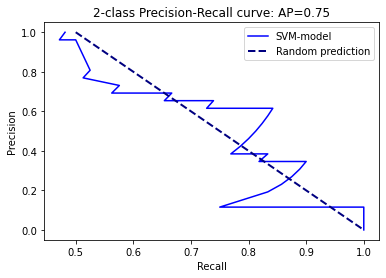 2-class Precision-Recall curve: AP=0.75
SVM-model
Random prediction
Precision
1.0
0.8
0.6
0.4
0.2
0.0
0.5 0.6 0.7 0.8 0.9 1.0
Recall